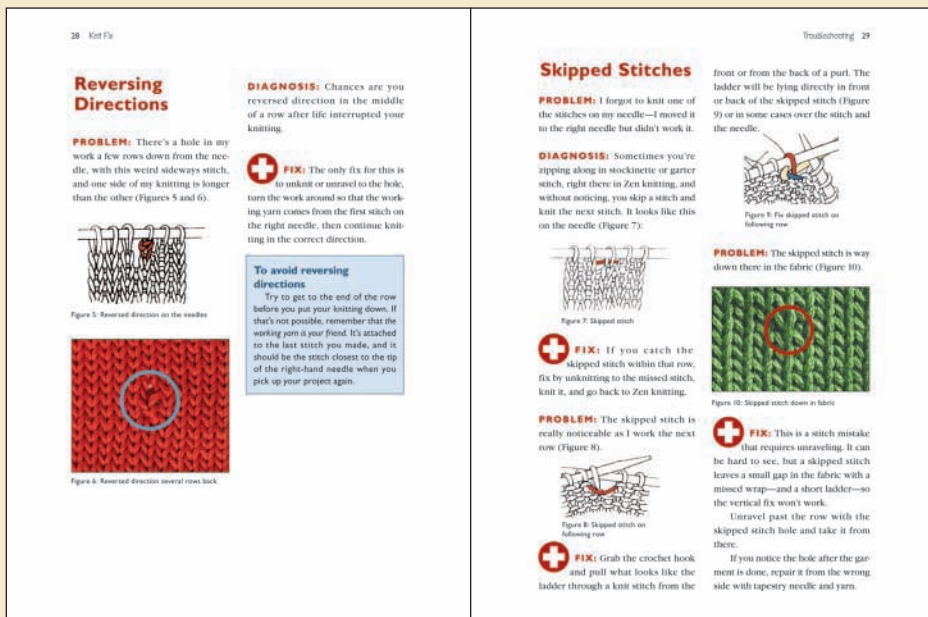 28 Knit Fix
Reversing
Directions
PROBLEM: There's a hole in my
work a few rows down from the nee-
dle, with this weird sideways stitch,
and one side of my knitting is longer
than the other (Figures 5 and 6).
Figure 5: Reversed direction on the needles
Figure 6: Reversed direction several rows back
DIAGNOSIS: Chances are you
reversed direction in the middle
of a row after life interrupted your
knitting.
FIX: The only fix for this is
to unknit or unravel to the hole,
turn the work around so that the work-
ing yarn comes from the first stitch on
the right needle, then continue knit-
ting in the correct direction.
To avoid reversing
directions
Try to get to the end of the row
before you put your knitting down. If
that's not possible, remember that the
working yarn is your friend. It's attached
to the last stitch you made, and it
should be the stitch closest to the tip
of the right-hand needle when you
pick up your project again.
Troubleshooting 29
Skipped Stitches
PROBLEM: I forgot to knit one of
the stitches on my needle—I moved it
to the right needle but didn't work it.
DIAGNOSIS: Sometimes you're
zipping along in stockinette or garter
stitch, right there in Zen knitting, and
without noticing, you skip a stitch and
knit the next stitch. It looks like this
on the needle (Figure 7):
Figure 7: Skipped stitch
FIX: If you catch the
skipped stitch within that row,
fix by unknitting to the missed stitch,
knit it, and go back to Zen knitting.
PROBLEM: The skipped stitch is
really noticeable as I work the next
row (Figure 8).
Figure 8: Skipped stitch on
following row
FIX: Grab the crochet hook
and pull what looks like the
ladder through a knit stitch from the
front or from the back of a purl. The
ladder will be lying directly in front
or back of the skipped stitch (Figure
9) or in some cases over the stitch and
the needle.
Figure 9: Fix skipped stitch on
following row
PROBLEM: The skipped stitch is way
down there in the fabric (Figure 10).
Figure 10: Skipped stitch down in fabric
FIX: This is a stitch mistake
that requires unraveling. It can
be hard to see, but a skipped stitch
leaves a small gap in the fabric with a
missed wrap—and a short ladder—so
the vertical fix won't work.
Unravel past the row with the
skipped stitch hole and take it from
there.
If you notice the hole after the gar-
ment is done, repair it from the wrong
side with tapestry needle and yarn.